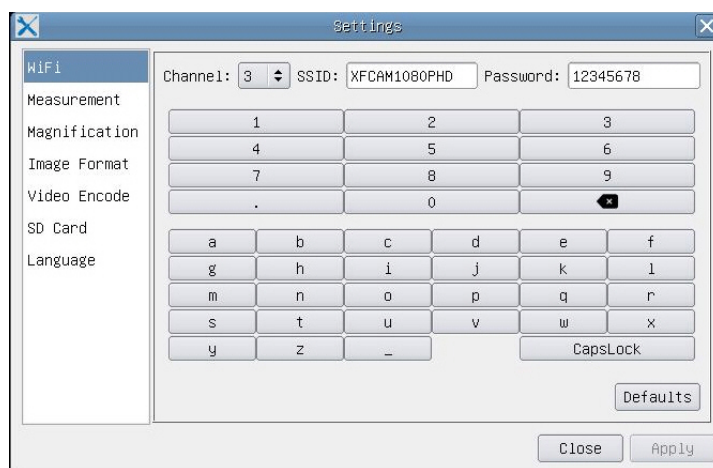 Settings
WiFi
Measurement
Magnification
Image Format
Video Encode
SD Card
Language
Channel: 3 SSID: XFCAM1080PHD Password: 12345678
1 2 3
4 5 6
7 8 9
. 0
a b c d e f
g h i j k l
m n o p q r
s t u v w x
y z _ CapsLock
Defaults
Close Apply